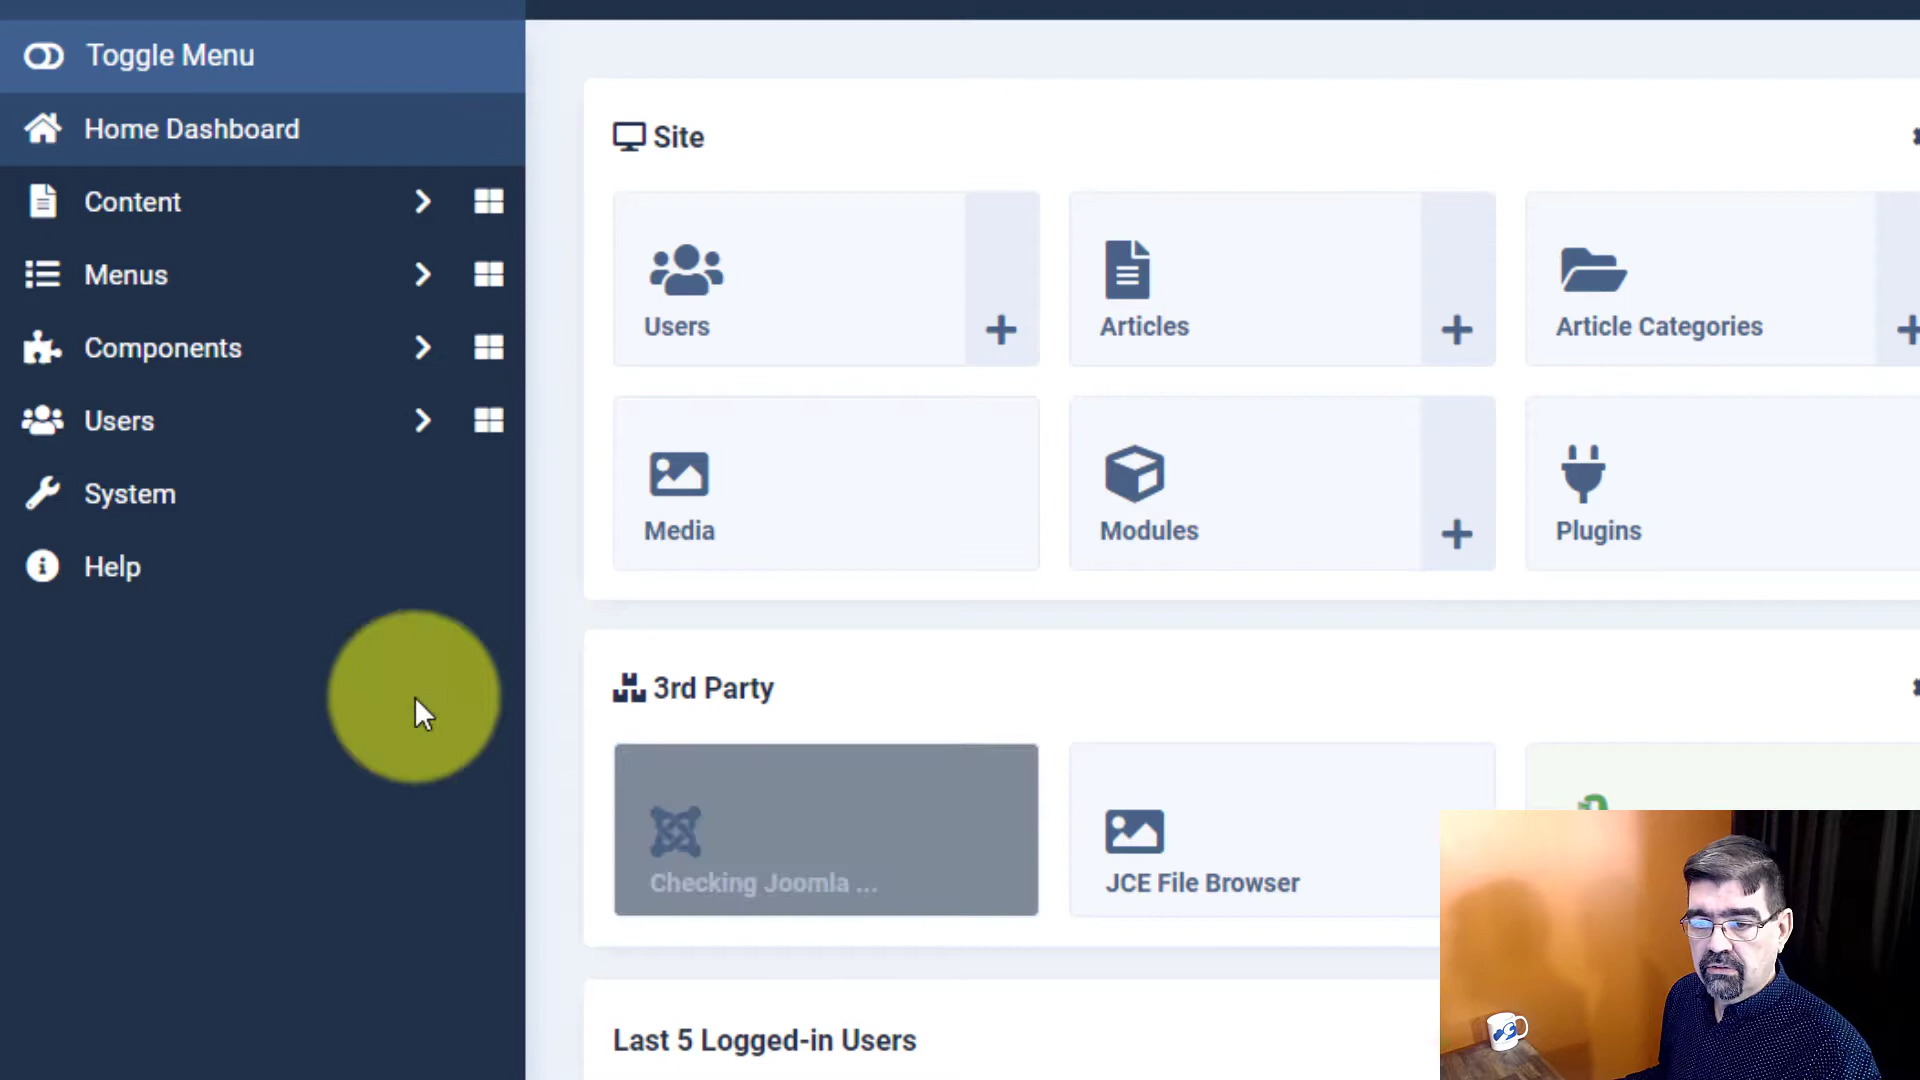 Toggle Menu
Home Dashboard
Content
Menus
Components
Users
System
Help
Site
Users
Articles
Article Categories
Media
Modules
Plugins
3rd Party
Checking Joomla ...
JCE File Browser
Last 5 Logged-in Users